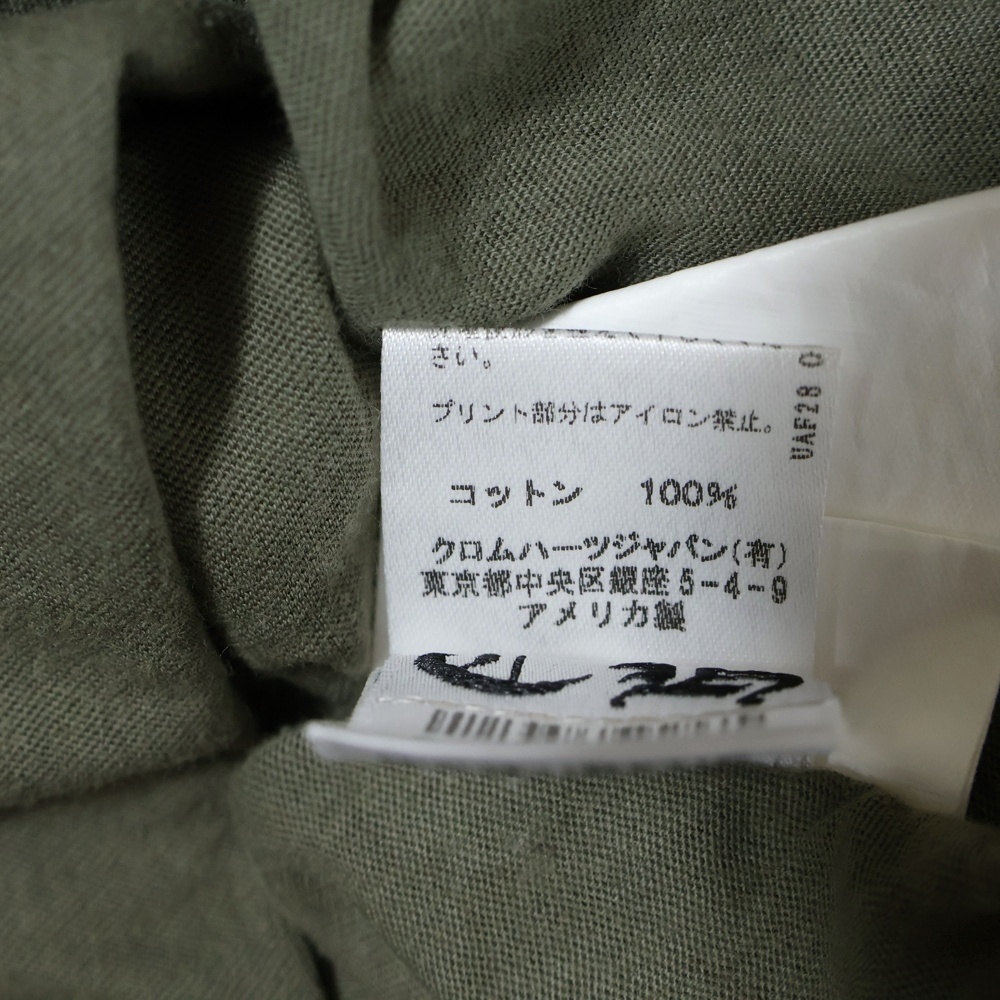 さい。
プリント部分はアイロン禁止。
コットン 100%
クロムハーツジャパン(有)
東京都中央区銀座5-4-9
アメリカ製
UAF28